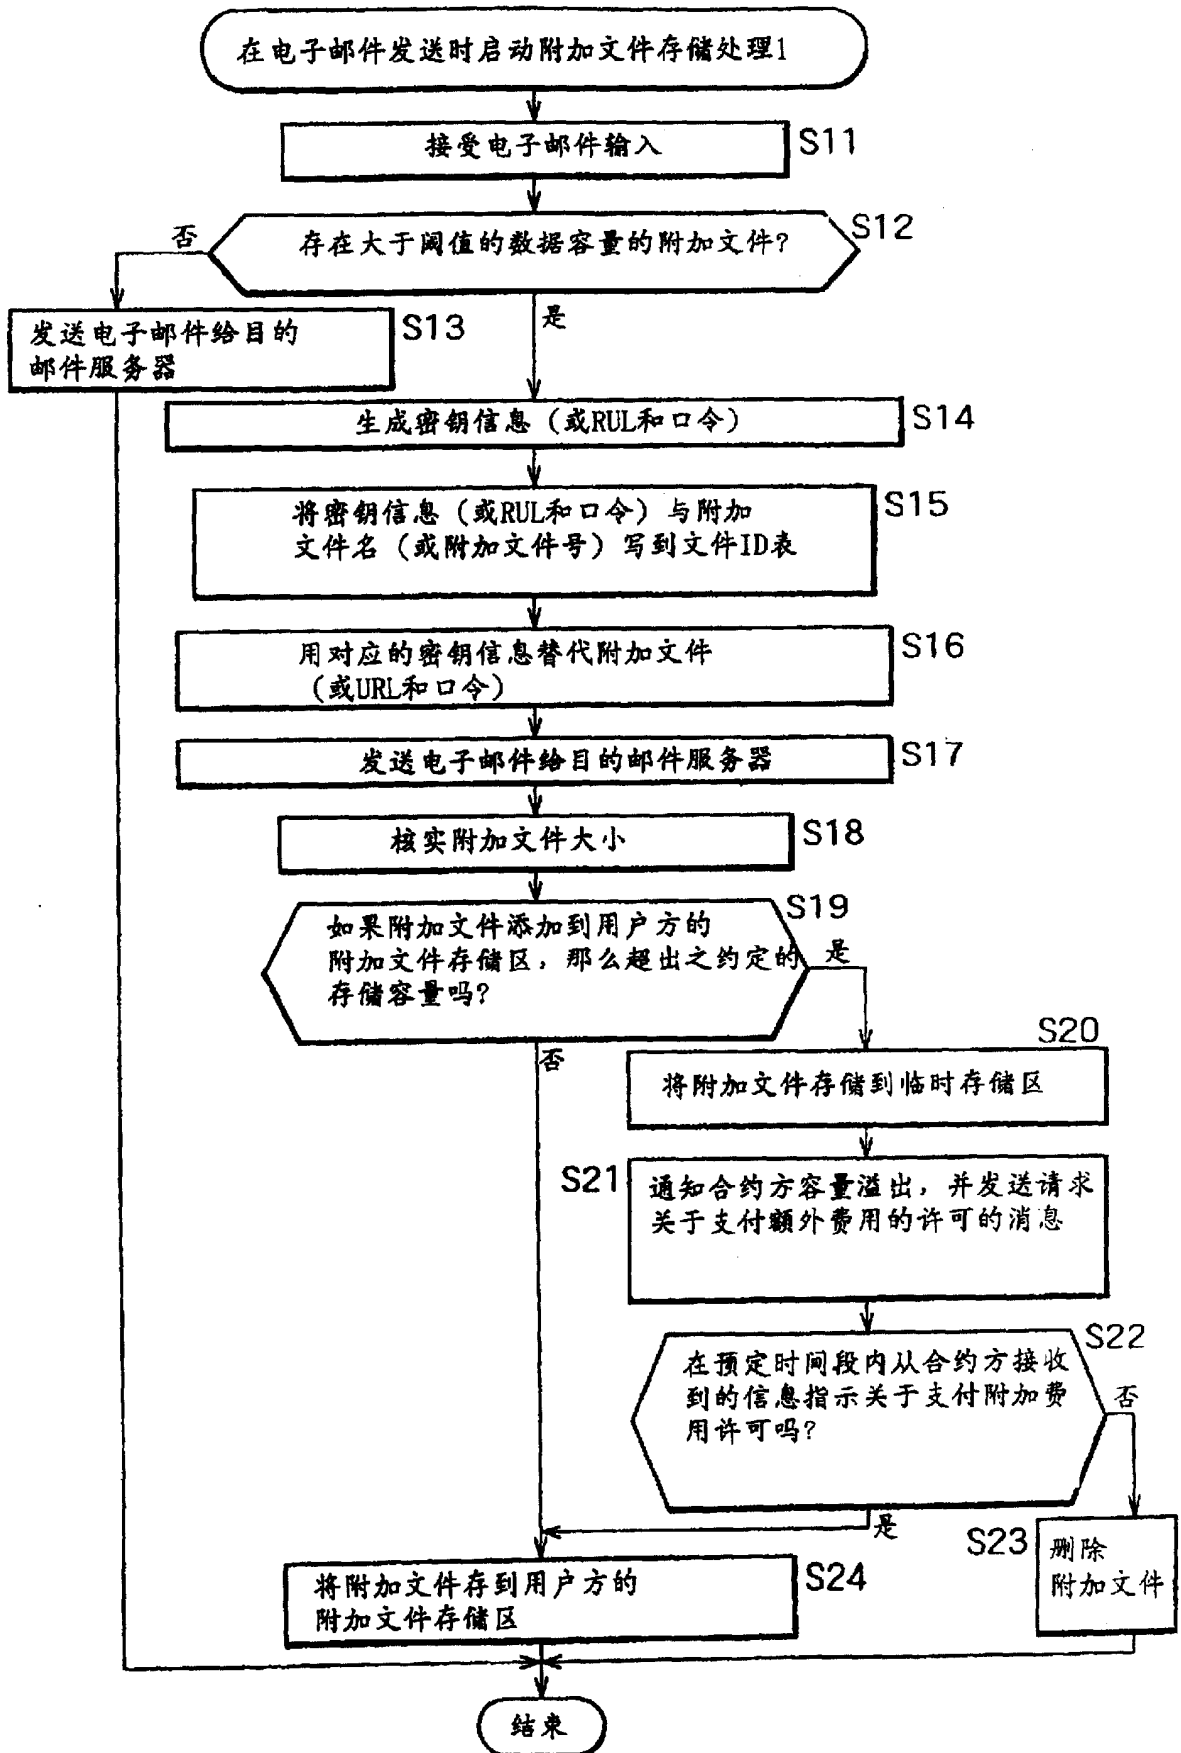 在电子邮件发送时启动附加文件存储处理1
接受电子邮件输入
S11
存在大于阈值的数据容量的附加文件?
S12
否
是
发送电子邮件给目的
邮件服务器
S13
生成密钥信息（或RUL和口令）
S14
将密钥信息（或RUL和口令）与附加
文件名（或附加文件号）写到文件ID表
S15
用对应的密钥信息替代附加文件
（或URL和口令）
S16
发送电子邮件给目的邮件服务器
S17
核实附加文件大小
S18
如果附加文件添加到用户方的
附加文件存储区，那么超出之约定的
存储容量吗?
S19
是
否
S20
将附加文件存储到临时存储区
S21
通知合约方容量溢出，并发送请求
关于支付额外费用的许可的消息
S22
在预定时间段内从合约方接收
到的信息指示关于支付附加费
用许可吗?
否
是
S23
删除
附加文件
将附加文件存到用户方的
附加文件存储区
S24
结束